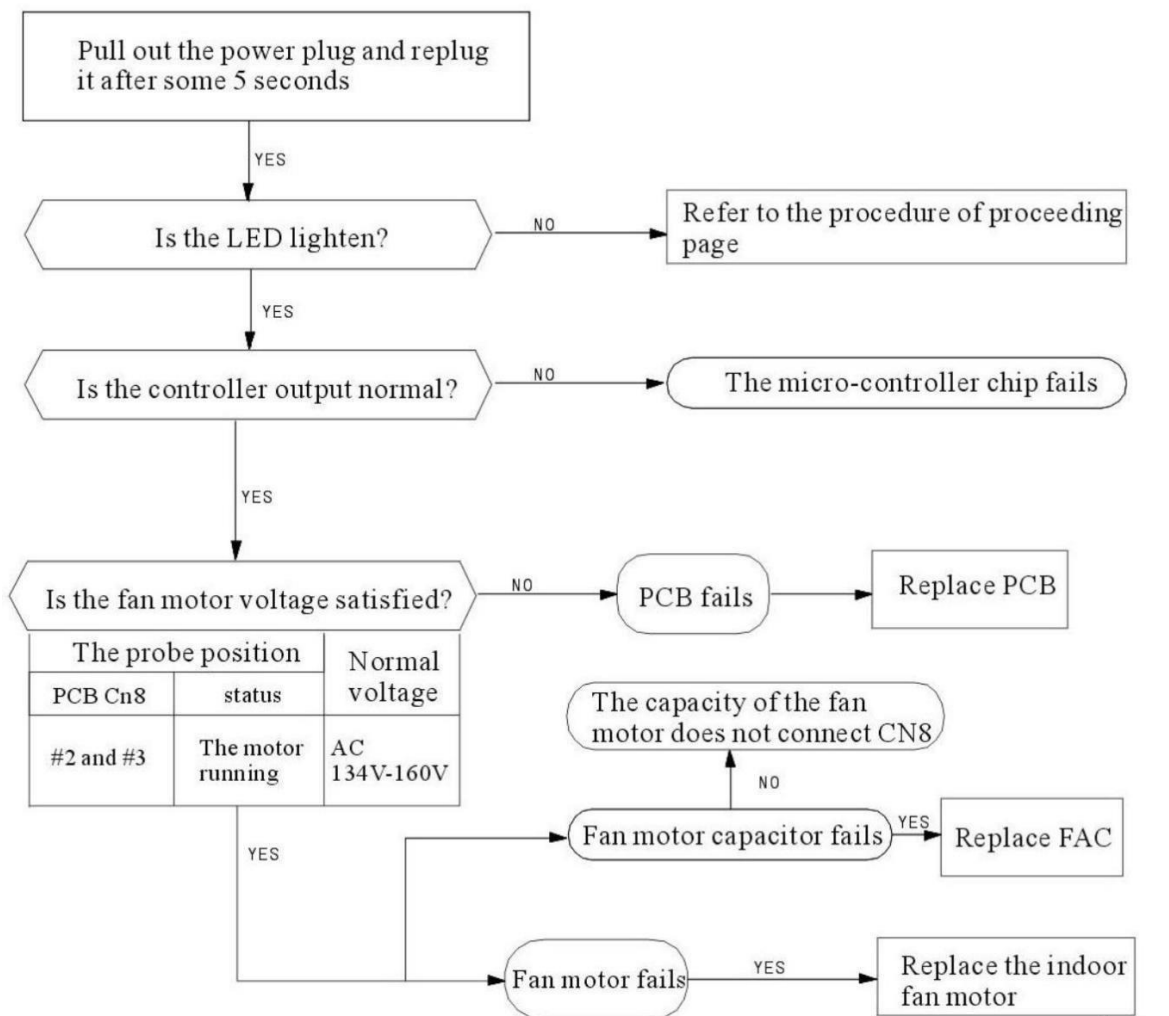 Pull out the power plug and replug
it after some 5 seconds
YES
Is the LED lighten?
NO
Refer to the procedure of proceeding
page
YES
Is the controller output normal?
NO
The micro-controller chip fails
YES
Is the fan motor voltage satisfied?
NO
PCB fails
Replace PCB
The probe position
Normal
voltage
PCB Cn8
status
#2 and #3
The motor
running
AC
134V-160V
The capacity of the fan
motor does not connect CN8
NO
Fan motor capacitor fails
YES
Replace FAC
YES
Fan motor fails
YES
Replace the indoor
fan motor